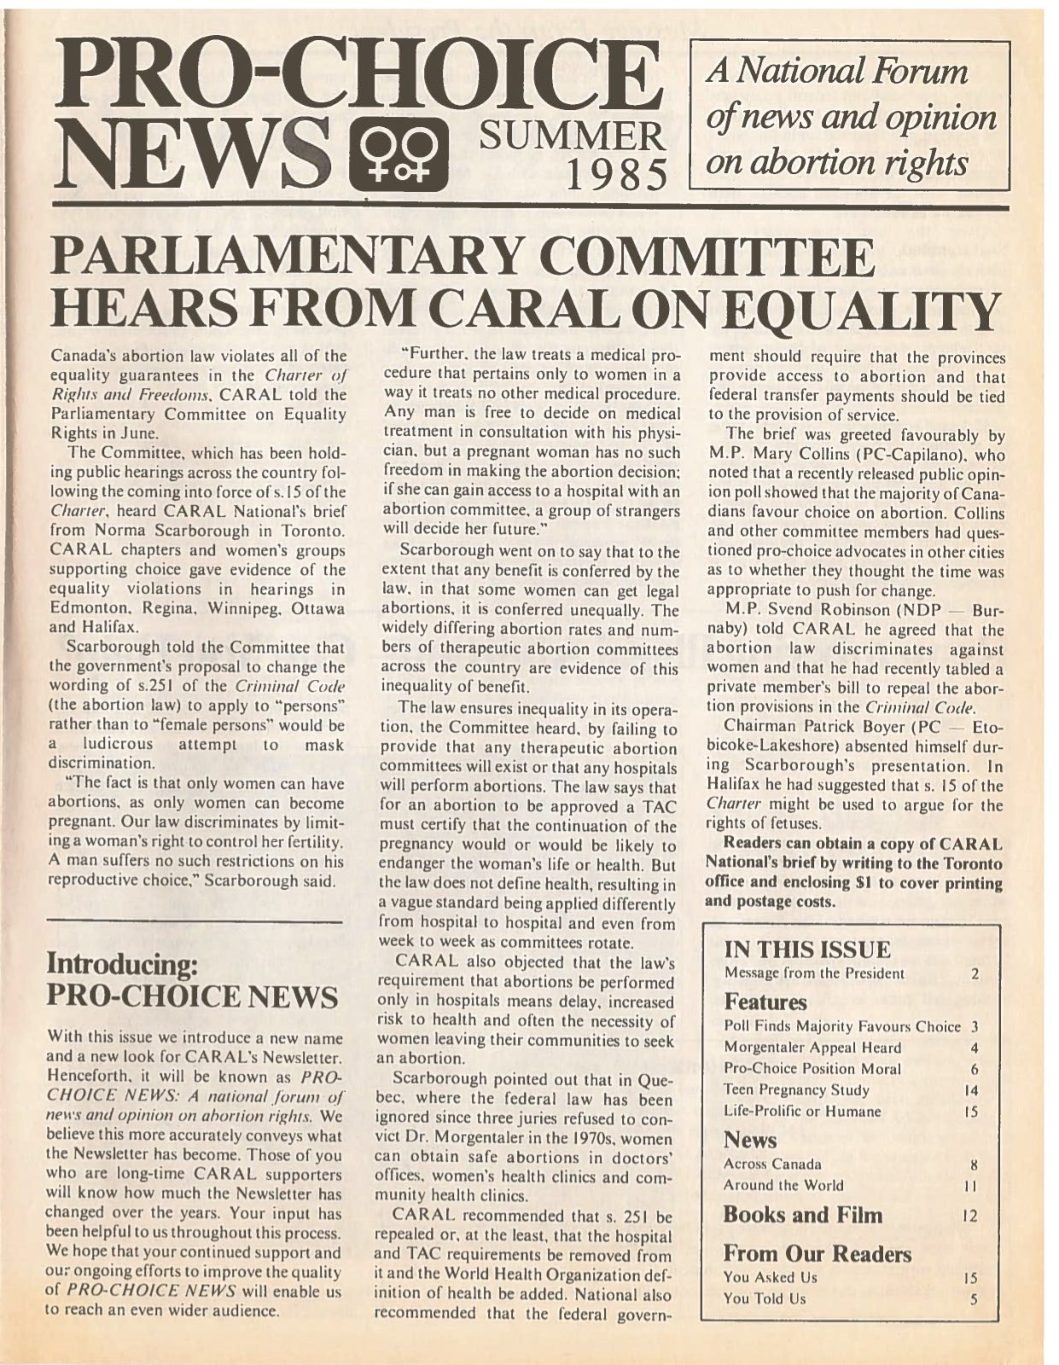 PRO-CHOICE
NEWS
SUMMER
1985
A National Forum
of news and opinion
on abortion rights
PARLIAMENTARY COMMITTEE
HEARS FROM CARAL ON EQUALITY
Canada's abortion law violates all of the
equality guarantees in the Charter of
Rights and Freedoms, CARAL told the
Parliamentary Committee on Equality
Rights in June.
The Committee, which has been hold-
ing public hearings across the country fol-
lowing the coming into force of s.15 of the
Charter, heard CARAL National's brief
from Norma Scarborough in Toronto.
CARAL chapters and women's groups
supporting choice gave evidence of the
equality violations in hearings in
Edmonton, Regina, Winnipeg, Ottawa
and Halifax.
Scarborough told the Committee that
the government's proposal to change the
wording of s.251 of the Criminal Code
(the abortion law) to apply to "persons"
rather than to "female persons" would be
a ludicrous attempt to mask
discrimination.
"The fact is that only women can have
abortions, as only women can become
pregnant. Our law discriminates by limit-
ing a woman's right to control her fertility.
A man suffers no such restrictions on his
reproductive choice," Scarborough said.
Introducing:
PRO-CHOICE NEWS
With this issue we introduce a new name
and a new look for CARAL's Newsletter.
Henceforth, it will be known as PRO-
CHOICE NEWS: A national forum of
news and opinion on abortion rights. We
believe this more accurately conveys what
the Newsletter has become. Those of you
who are long-time CARAL supporters
will know how much the Newsletter has
changed over the years. Your input has
been helpful to us throughout this process.
We hope that your continued support and
our ongoing efforts to improve the quality
of PRO-CHOICE NEWS will enable us
to reach an even wider audience.
"Further, the law treats a medical pro-
cedure that pertains only to women in a
way it treats no other medical procedure.
Any man is free to decide on medical
treatment in consultation with his physi-
cian, but a pregnant woman has no such
freedom in making the abortion decision;
if she can gain access to a hospital with an
abortion committee, a group of strangers
will decide her future."
Scarborough went on to say that to the
extent that any benefit is conferred by the
law, in that some women can get legal
abortions, it is conferred unequally. The
widely differing abortion rates and num-
bers of therapeutic abortion committees
across the country are evidence of this
inequality of benefit.
The law ensures inequality in its opera-
tion, the Committee heard, by failing to
provide that any therapeutic abortion
committees will exist or that any hospitals
will perform abortions. The law says that
for an abortion to be approved a TAC
must certify that the continuation of the
pregnancy would or would be likely to
endanger the woman's life or health. But
the law does not define health, resulting in
a vague standard being applied differently
from hospital to hospital and even from
week to week as committees rotate.
CARAL also objected that the law's
requirement that abortions be performed
only in hospitals means delay, increased
risk to health and often the necessity of
women leaving their communities to seek
an abortion.
Scarborough pointed out that in Que-
bec, where the federal law has been
ignored since three juries refused to con-
vict Dr. Morgentaler in the 1970s, women
can obtain safe abortions in doctors'
offices, women's health clinics and com-
munity health clinics.
CARAL recommended that s. 251 be
repealed or, at the least, that the hospital
and TAC requirements be removed from
it and the World Health Organization def-
inition of health be added. National also
recommended that the federal govern-
ment should require that the provinces
provide access to abortion and that
federal transfer payments should be tied
to the provision of service.
The brief was greeted favourably by
M.P. Mary Collins (PC-Capilano), who
noted that a recently released public opin-
ion poll showed that the majority of Cana-
dians favour choice on abortion. Collins
and other committee members had ques-
tioned pro-choice advocates in other cities
as to whether they thought the time was
appropriate to push for change.
M.P. Svend Robinson (NDP — Bur-
naby) told CARAL he agreed that the
abortion law discriminates against
women and that he had recently tabled a
private member's bill to repeal the abor-
tion provisions in the Criminal Code.
Chairman Patrick Boyer (PC — Eto-
bicoke-Lakeshore) absented himself dur-
ing Scarborough's presentation. In
Halifax he had suggested that s. 15 of the
Charter might be used to argue for the
rights of fetuses.
Readers can obtain a copy of CARAL
National's brief by writing to the Toronto
office and enclosing $1 to cover printing
and postage costs.
IN THIS ISSUE
Message from the President 2
Features
Poll Finds Majority Favours Choice 3
Morgentaler Appeal Heard 4
Pro-Choice Position Moral 6
Teen Pregnancy Study 14
Life-Prolific or Humane 15
News
Across Canada 8
Around the World 11
Books and Film 12
From Our Readers
You Asked Us 15
You Told Us 5